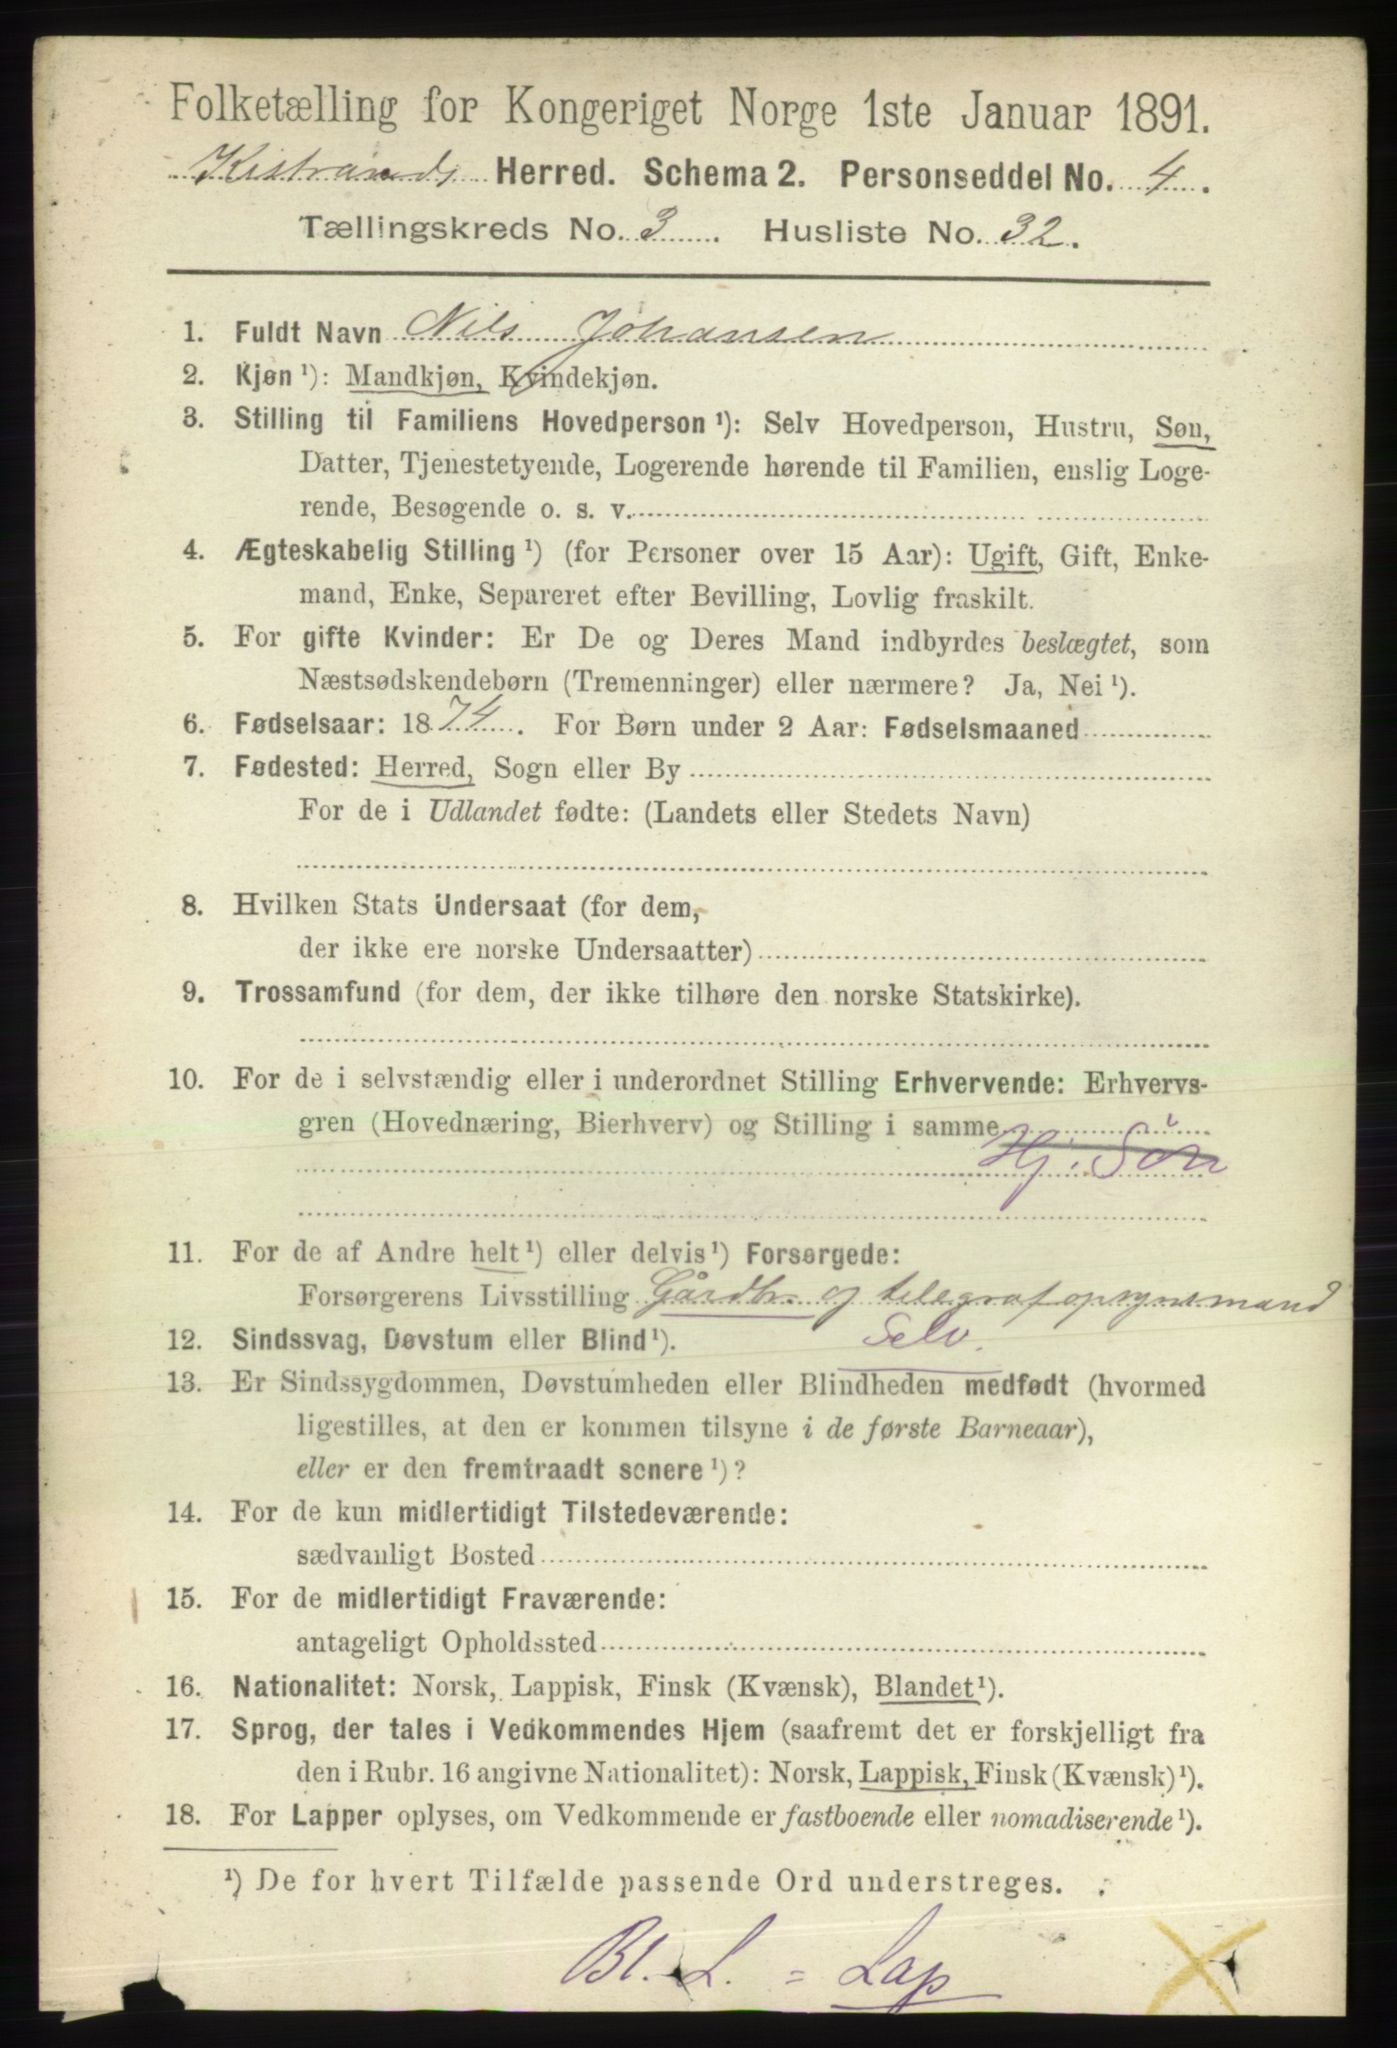 Folketælling for Kongeriget Norge 1ste Januar 1891.
Kistrands Herred. Schema 2. Personseddel No. 4.
Tællingskreds No. 3. Husliste No. 32.
1. Fuldt Navn Nils Johansen
2. Kjøn ¹): Mandkjøn, Kvindekjøn.
3. Stilling til Familiens Hovedperson ¹): Selv Hovedperson, Hustru, Søn,
Datter, Tjenestetyende, Logerende hørende til Familien, enslig Loge-
rende, Besøgende o. s. v.
4. Ægteskabelig Stilling ¹) (for Personer over 15 Aar): Ugift, Gift, Enke-
mand, Enke, Separeret efter Bevilling, Lovlig fraskilt.
5. For gifte Kvinder: Er De og Deres Mand indbyrdes beslægtet, som
Næstsødskendebørn (Tremenninger) eller nærmere? Ja, Nei ¹).
6. Fødselsaar: 1874. For Børn under 2 Aar: Fødselsmaaned
7. Fødested: Herred, Sogn eller By
For de i Udlandet fødte: (Landets eller Stedets Navn)
8. Hvilken Stats Undersaat (for dem,
der ikke ere norske Undersaatter)
9. Trossamfund (for dem, der ikke tilhøre den norske Statskirke).
10. For de i selvstændig eller i underordnet Stilling Erhvervende: Erhvervs-
gren (Hovednæring, Bierhverv) og Stilling i samme
Hj. Søn
11. For de af Andre helt ¹) eller delvis ¹) Forsørgede:
Forsørgerens Livsstilling Gårdbr. og telegrafopsynsmand
12. Sindssvag, Døvstum eller Blind ¹). Selv.
13. Er Sindssygdommen, Døvstumheden eller Blindheden medfødt (hvormed
ligestilles, at den er kommen tilsyne i de første Barneaar),
eller er den fremtraadt senere ¹)?
14. For de kun midlertidigt Tilstedeværende:
sædvanligt Bosted
15. For de midlertidigt Fraværende:
antageligt Opholdssted
16. Nationalitet: Norsk, Lappisk, Finsk (Kvænsk), Blandet ¹).
17. Sprog, der tales i Vedkommendes Hjem (saafremt det er forskjelligt fra
den i Rubr. 16 angivne Nationalitet): Norsk, Lappisk, Finsk (Kvænsk) ¹).
18. For Lapper oplyses, om Vedkommende er fastboende eller nomadiserende ¹).
¹) De for hvert Tilfælde passende Ord understreges.
Bl. L. = Lap